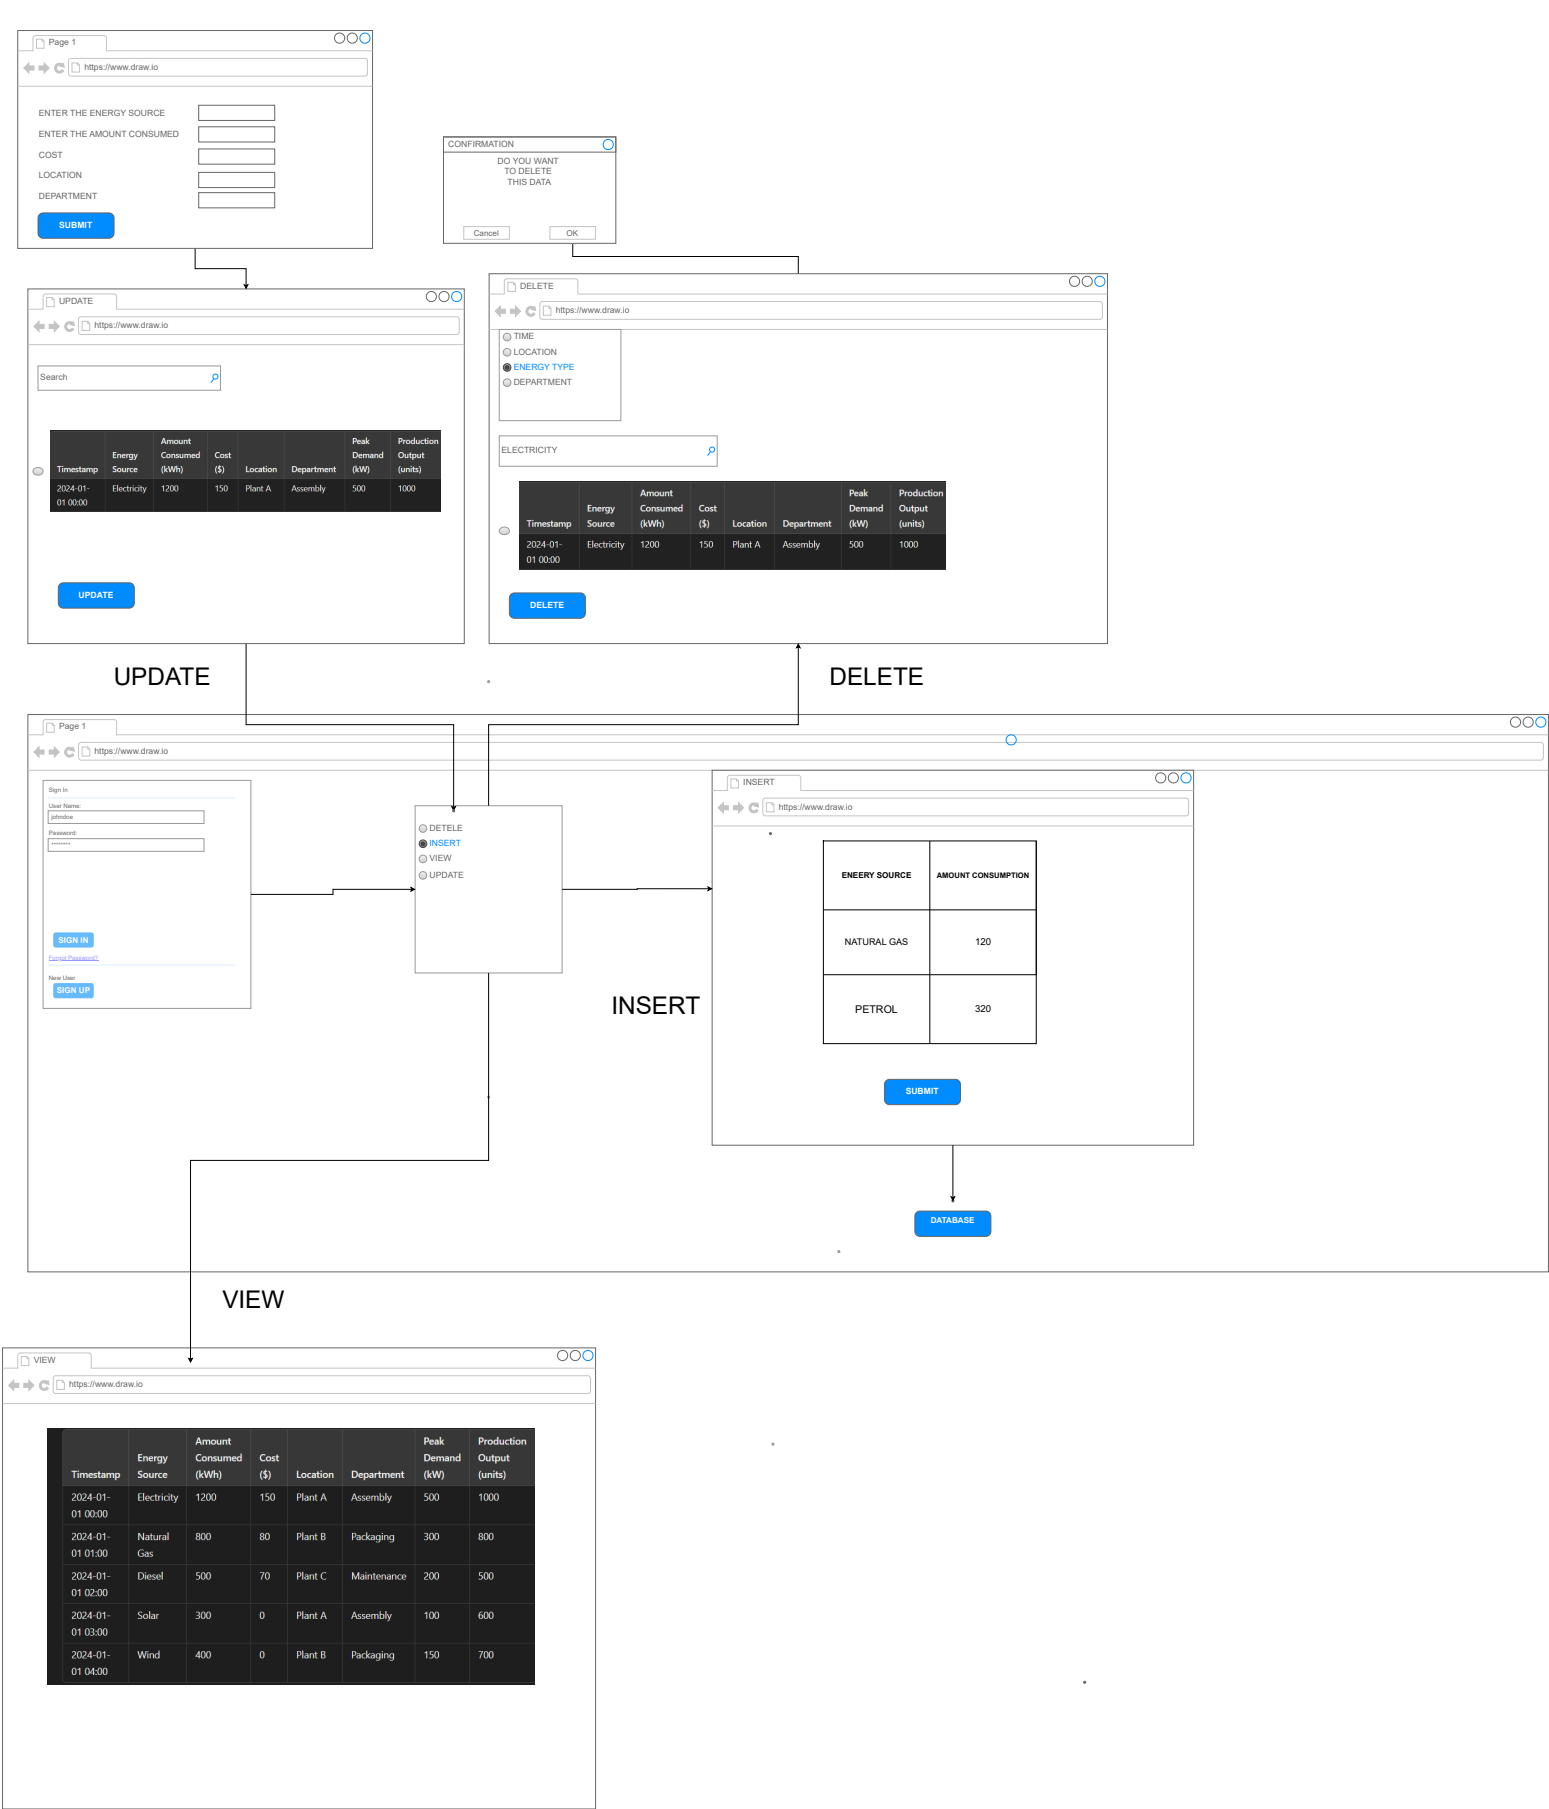 Page 1
https://www.draw.io
ENTER THE ENERGY SOURCE
ENTER THE AMOUNT CONSUMED
COST
LOCATION
DEPARTMENT
SUBMIT
CONFIRMATION
DO YOU WANT
TO DELETE
THIS DATA
Cancel OK
UPDATE
https://www.draw.io
Search
Timestamp Energy Source Amount Consumed (kWh) Cost ($) Location Department Peak Demand (kW) Production Output (units)
2024-01-01 00:00 Electricity 1200 150 Plant A Assembly 500 1000
UPDATE
DELETE
https://www.draw.io
TIME
LOCATION
ENERGY TYPE
DEPARTMENT
ELECTRICITY
Timestamp Energy Source Amount Consumed (kWh) Cost ($) Location Department Peak Demand (kW) Production Output (units)
2024-01-01 00:00 Electricity 1200 150 Plant A Assembly 500 1000
DELETE
UPDATE
DELETE
Page 1
https://www.draw.io
Sign In
User Name:
johndoe
Password:
********
SIGN IN
Forgot Password?
New User
SIGN UP
DETELE
INSERT
VIEW
UPDATE
INSERT
INSERT
https://www.draw.io
ENEERY SOURCE AMOUNT CONSUMPTION
NATURAL GAS 120
PETROL 320
SUBMIT
DATABASE
VIEW
VIEW
https://www.draw.io
Timestamp Energy Source Amount Consumed (kWh) Cost ($) Location Department Peak Demand (kW) Production Output (units)
2024-01-01 00:00 Electricity 1200 150 Plant A Assembly 500 1000
2024-01-01 01:00 Natural Gas 800 80 Plant B Packaging 300 800
2024-01-01 02:00 Diesel 500 70 Plant C Maintenance 200 500
2024-01-01 03:00 Solar 300 0 Plant A Assembly 100 600
2024-01-01 04:00 Wind 400 0 Plant B Packaging 150 700